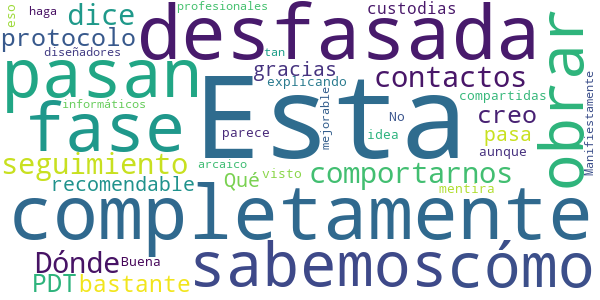 eso haga profesionales custodias
dice desfasada
protocolo
diseñadores tan
pasan gracias contactos
explicando
fase Esta compartidas
informáticos mejorable creo obrar Manifiestamente
parece No
idea pasa
seguimiento arcaico aunque
recomendable Qué visto comportarnos
mentira
completamente
Dónde Buena sabemos cómo
PDT bastante